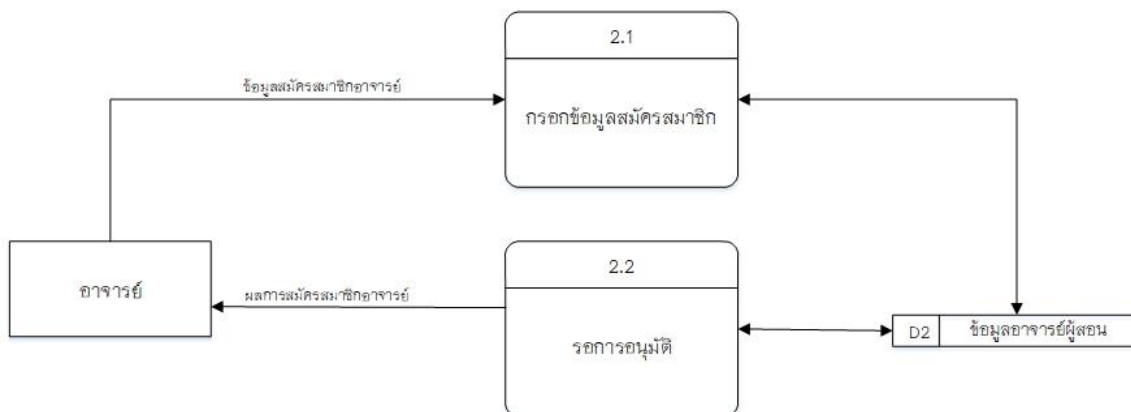 2.1
ข้อมูลสมัครสมาชิกอาจารย์
กรอกข้อมูลสมัครสมาชิก
2.2
อาจารย์
ผลการสมัครสมาชิกอาจารย์
D2
ข้อมูลอาจารย์ผู้สอน
รอการอนุมัติ